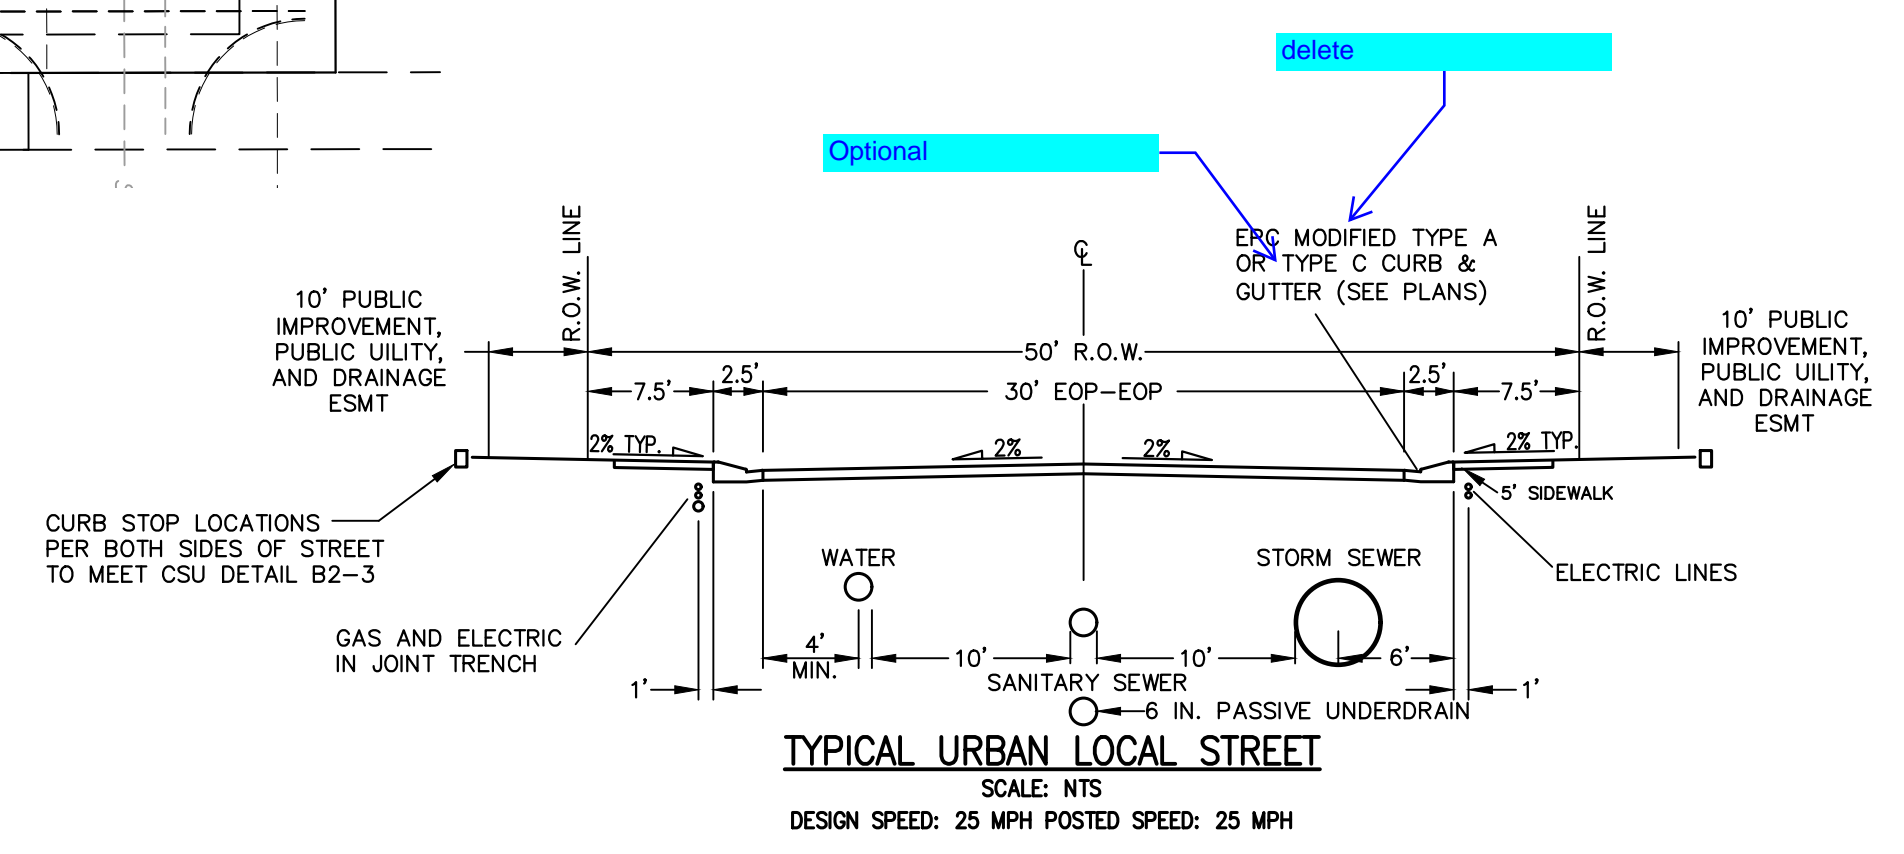 delete
Optional
EPC MODIFIED TYPE A
OR TYPE C CURB &
GUTTER (SEE PLANS)
R.O.W. LINE
℄
R.O.W. LINE
10' PUBLIC
IMPROVEMENT,
PUBLIC UILITY,
AND DRAINAGE
ESMT
10' PUBLIC
IMPROVEMENT,
PUBLIC UILITY,
AND DRAINAGE
ESMT
50' R.O.W.
7.5'
2.5'
30' EOP-EOP
2.5'
7.5'
2% TYP.
2%
2%
2% TYP.
5' SIDEWALK
CURB STOP LOCATIONS
PER BOTH SIDES OF STREET
TO MEET CSU DETAIL B2-3
WATER
STORM SEWER
ELECTRIC LINES
GAS AND ELECTRIC
IN JOINT TRENCH
4'
MIN.
10'
10'
6'
1'
SANITARY SEWER
1'
6 IN. PASSIVE UNDERDRAIN
TYPICAL URBAN LOCAL STREET
SCALE: NTS
DESIGN SPEED: 25 MPH POSTED SPEED: 25 MPH